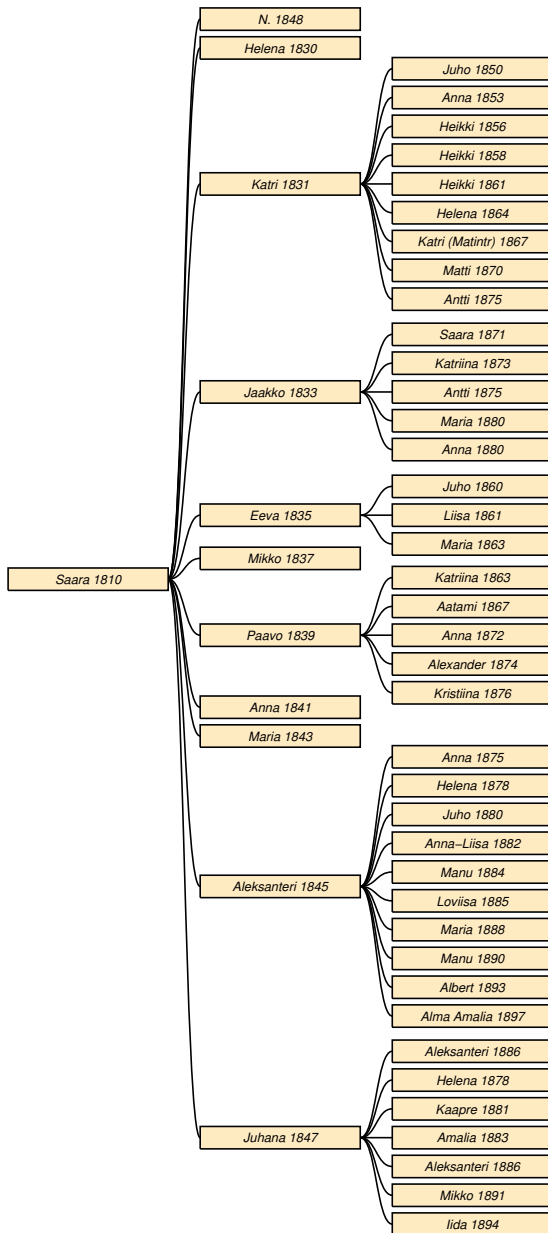 N. 1848
Helena 1830
Juho 1850
Anna 1853
Heikki 1856
Heikki 1858
Katri 1831
Heikki 1861
Helena 1864
Katri (Matintr) 1867
Matti 1870
Antti 1875
Saara 1871
Katriina 1873
Jaakko 1833
Antti 1875
Maria 1880
Anna 1880
Juho 1860
Eeva 1835
Liisa 1861
Maria 1863
Mikko 1837
Saara 1810
Katriina 1863
Aatami 1867
Paavo 1839
Anna 1872
Alexander 1874
Kristiina 1876
Anna 1841
Maria 1843
Anna 1875
Helena 1878
Juho 1880
Anna–Liisa 1882
Manu 1884
Aleksanteri 1845
Loviisa 1885
Maria 1888
Manu 1890
Albert 1893
Alma Amalia 1897
Aleksanteri 1886
Helena 1878
Kaapre 1881
Juhana 1847
Amalia 1883
Aleksanteri 1886
Mikko 1891
Iida 1894